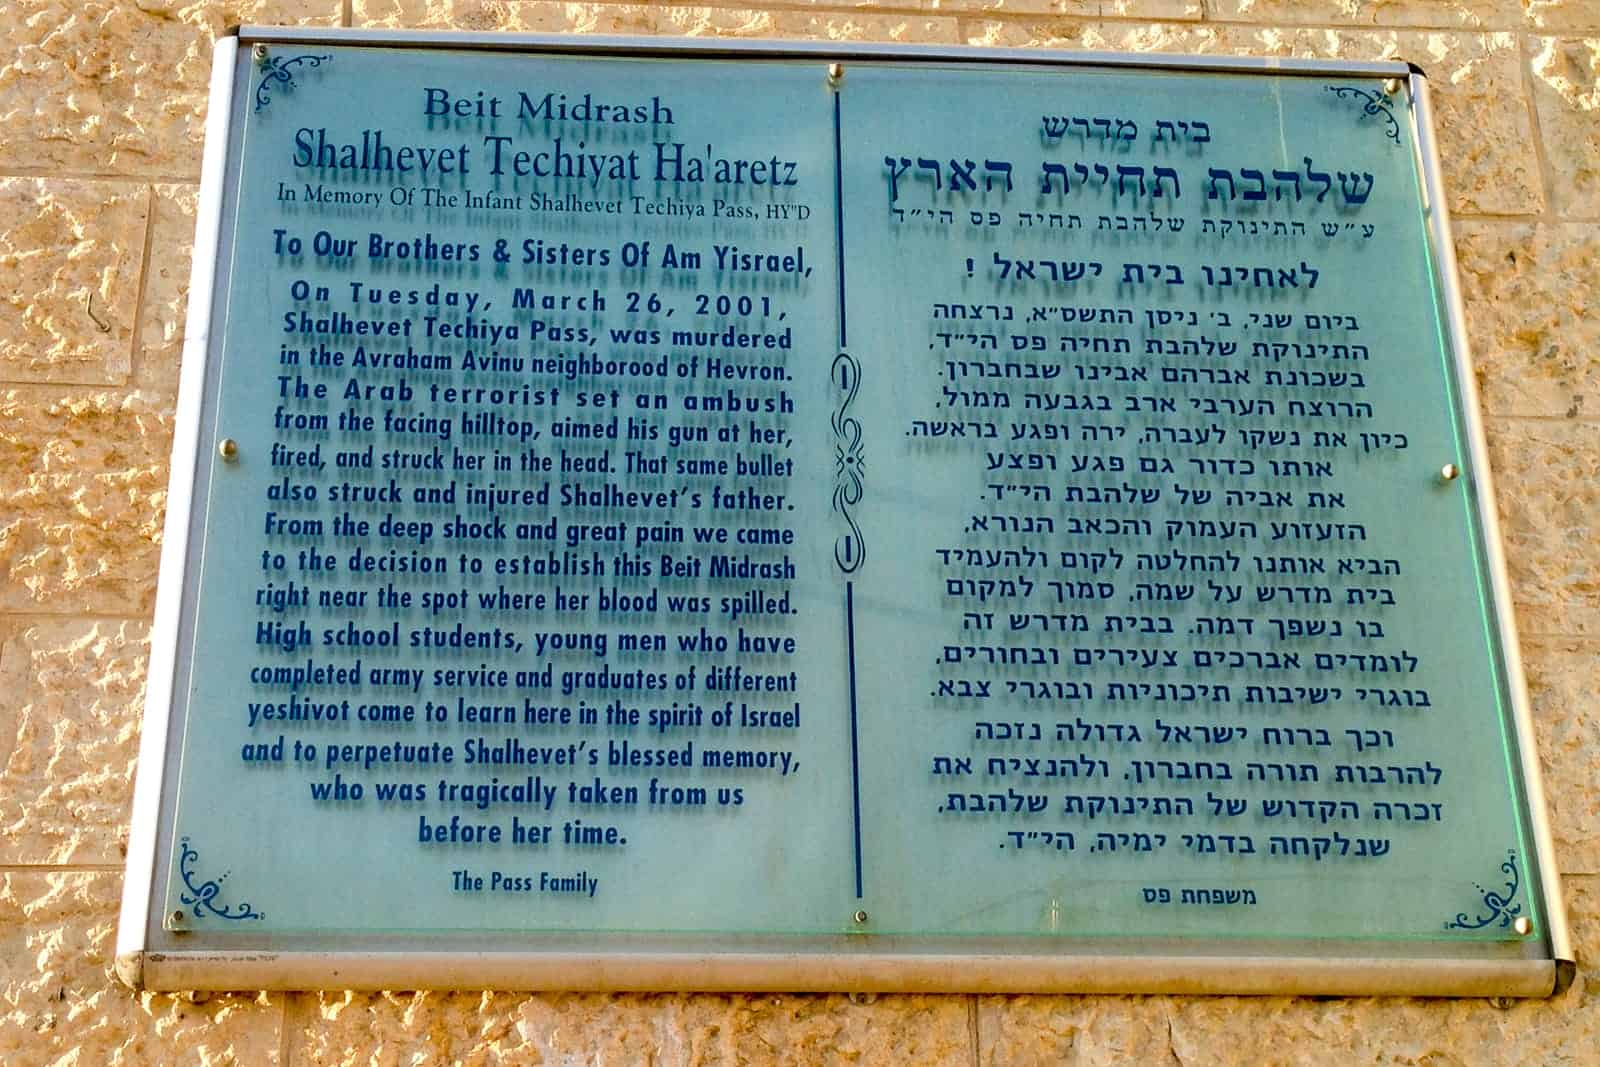 Beit Midrash
Shalhevet Techiyat Ha'aretz
In Memory Of The Infant Shalhevet Techiya Pass, HY"D
To Our Brothers & Sisters Of Am Yisrael,
On Tuesday, March 26, 2001,
Shalhevet Techiya Pass, was murdered
in the Avraham Avinu neighborood of Hevron.
The Arab terrorist set an ambush
from the facing hilltop, aimed his gun at her,
fired, and struck her in the head. That same bullet
also struck and injured Shalhevet's father.
From the deep shock and great pain we came
to the decision to establish this Beit Midrash
right near the spot where her blood was spilled.
High school students, young men who have
completed army service and graduates of different
yeshivot come to learn here in the spirit of Israel
and to perpetuate Shalhevet's blessed memory,
who was tragically taken from us
before her time.
The Pass Family
בית מדרש
שלהבת תחיית הארץ
ע״ש התינוקת שלהבת תחיה פס הי״ד
לאחינו בית ישראל !
ביום שני, ב׳ ניסן התשס״א, נרצחה
התינוקת שלהבת תחיה פס הי״ד,
בשכונת אברהם אבינו שבחברון.
הרוצח הערבי ארב בגבעה ממול,
כיון את נשקו לעברה, ירה ופגע בראשה.
אותו כדור גם פגע ופצע
את אביה של שלהבת הי״ד.
הזעזוע העמוק והכאב הנורא,
הביא אותנו להחלטה לקום ולהעמיד
בית מדרש על שמה, סמוך למקום
בו נשפך דמה. בבית מדרש זה
לומדים אברכים צעירים ובחורים,
בוגרי ישיבות תיכוניות ובוגרי צבא.
וכך ברוח ישראל גדולה נזכה
להרבות תורה בחברון, ולהנציח את
זכרה הקדוש של התינוקת שלהבת,
שנלקחה בדמי ימיה, הי״ד.
משפחת פס